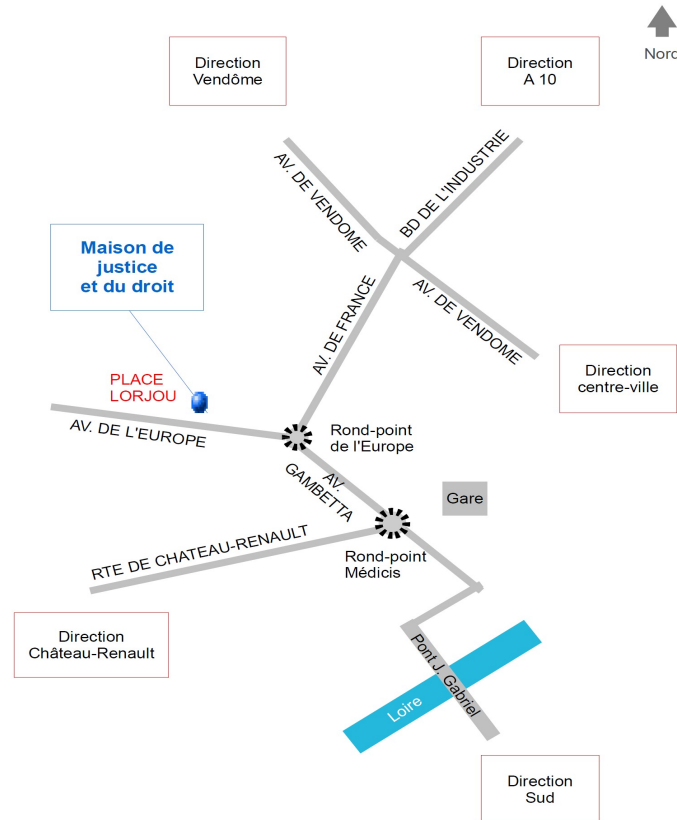 Nord
Direction
Vendôme
Direction
A 10
AV. DE VENDOME
BD DE L'INDUSTRIE
Maison de
justice
et du droit
AV. DE FRANCE
AV. DE VENDOME
Direction
centre-ville
PLACE
LORJOU
AV. DE L'EUROPE
Rond-point
de l'Europe
AV.
GAMBETTA
Gare
RTE DE CHATEAU-RENAULT
Rond-point
Médicis
Direction
Château-Renault
Pont J. Gabriel
Loire
Direction
Sud